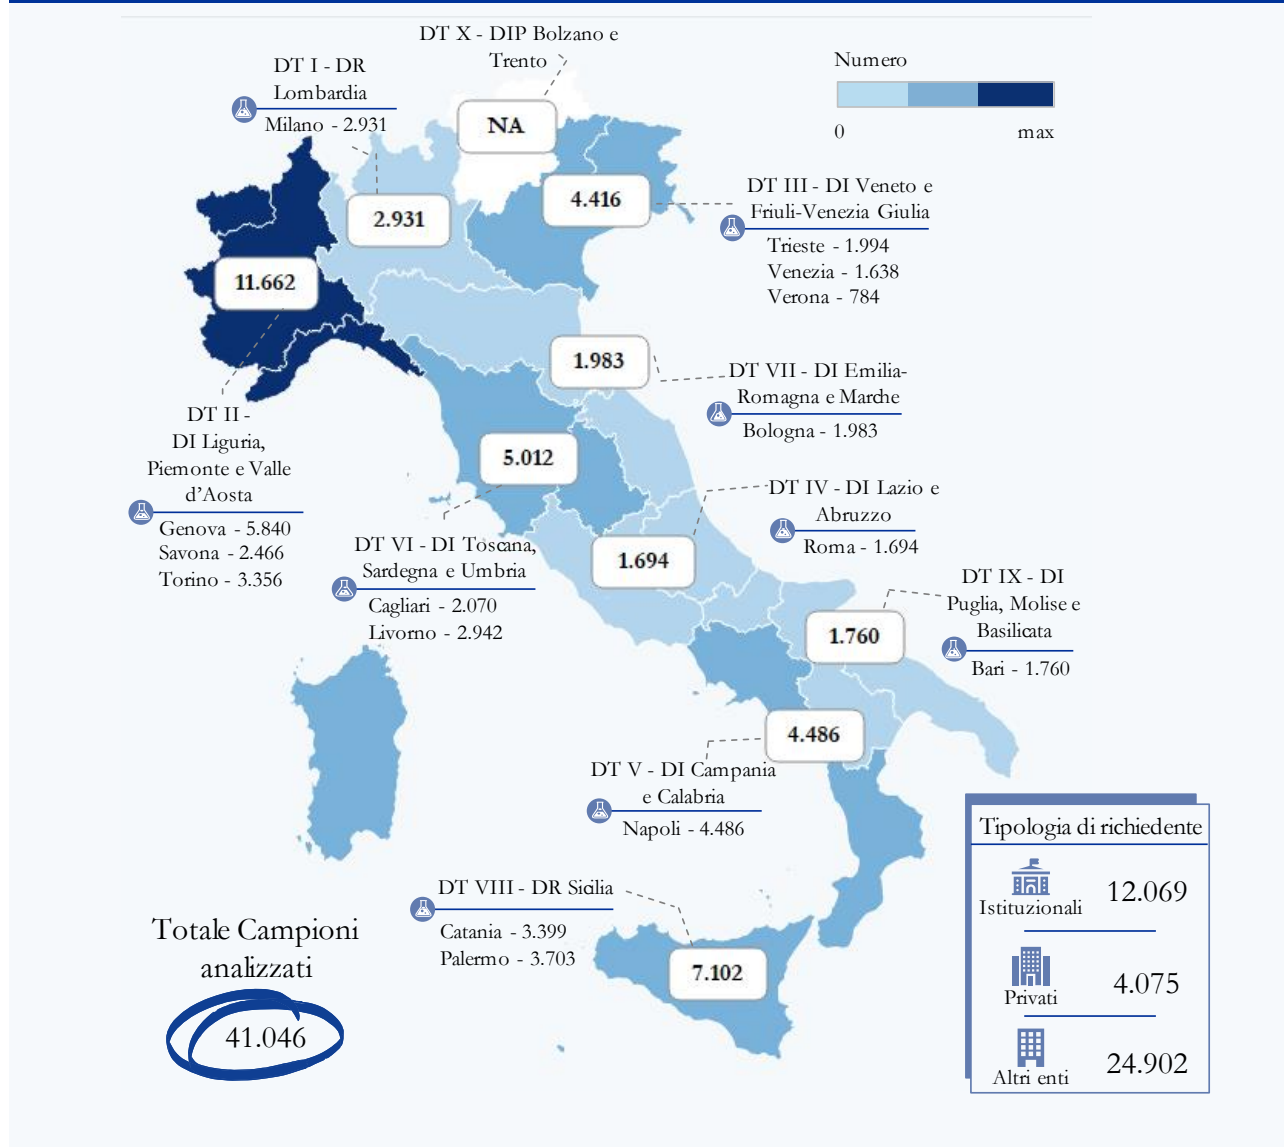 DT X - DIP Bolzano e
Trento
NA
DT I - DR
Lombardia
Milano - 2.931
2.931
Numero
0
max
4.416
DT III - DI Veneto e
Friuli-Venezia Giulia
Trieste - 1.994
Venezia - 1.638
Verona - 784
11.662
DT II -
DI Liguria,
Piemonte e Valle
d'Aosta
Genova - 5.840
Savona - 2.466
Torino - 3.356
1.983
DT VII - DI Emilia-
Romagna e Marche
Bologna - 1.983
5.012
DT VI - DI Toscana,
Sardegna e Umbria
Cagliari - 2.070
Livorno - 2.942
1.694
DT IV - DI Lazio e
Abruzzo
Roma - 1.694
1.760
DT IX - DI
Puglia, Molise e
Basilicata
Bari - 1.760
4.486
DT V - DI Campania
e Calabria
Napoli - 4.486
DT VIII - DR Sicilia
Catania - 3.399
Palermo - 3.703
7.102
Totale Campioni
analizzati
41.046
Tipologia di richiedente
Istituzionali
12.069
Privati
4.075
Altri enti
24.902